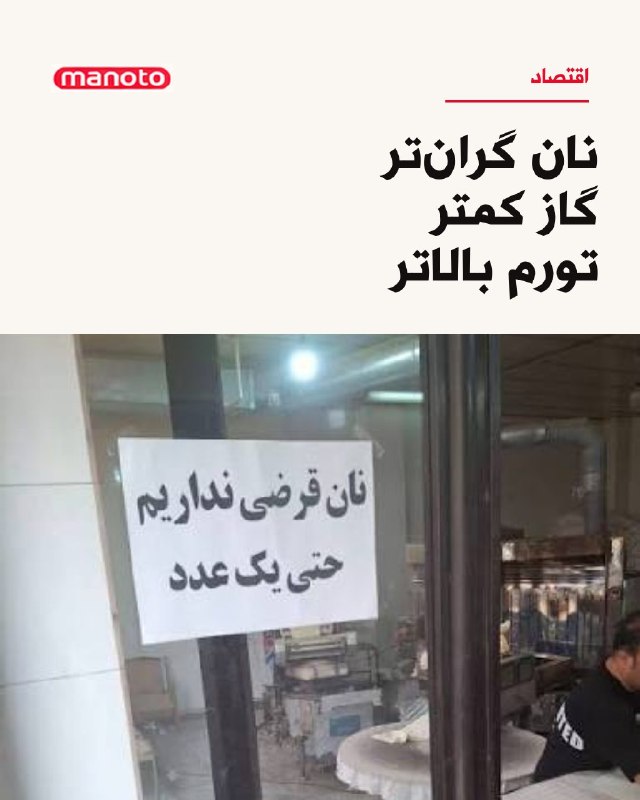 manoto
اقتصاد
نان گران‌تر
گاز کمتر
تورم بالاتر
نان قرضی نداریم
حتی یک عدد